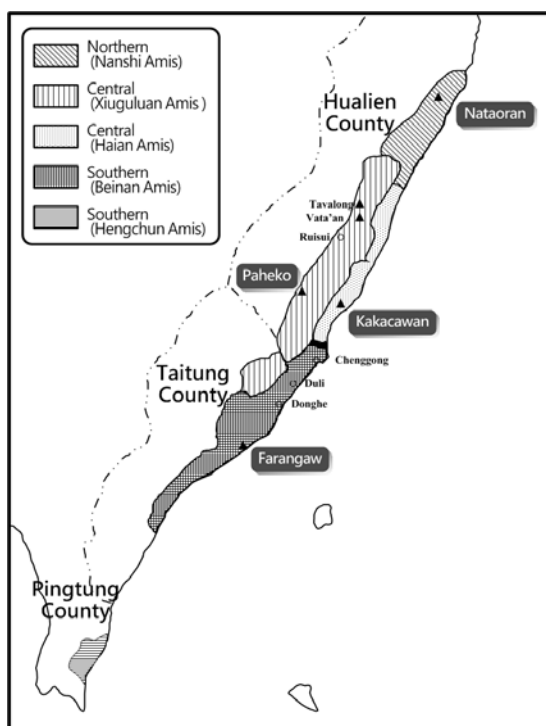 Northern
(Nanshi Amis)
Central
(Xiuguluan Amis )
Central
(Haian Amis)
Southern
(Beinan Amis)
Southern
(Hengchun Amis)
Hualien
County
Nataoran
Tavalong
Vata'an
Ruisui
Paheko
Kakacawan
Chenggong
Taitung
County
Duli
Donghe
Farangaw
Pingtung
County